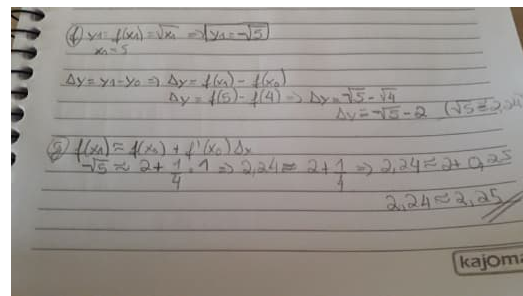 f) y1 = f(x1) = √x1 => y1 = √5
x1 = 5
Δy = y1 - y0 => Δy = f(x1) - f(x0)
Δy = f(5) - f(4) => Δy = √5 - √4
Δy = √5 - 2 (√5 ≅ 2,24)
g) f(x1) ≈ f(x0) + f'(x0) Δx
√5 ≈ 2 + 1/4 . 1 => 2,24 ≈ 2 + 1/4 => 2,24 ≈ 2 + 0,25
2,24 ≈ 2,25
kajoma